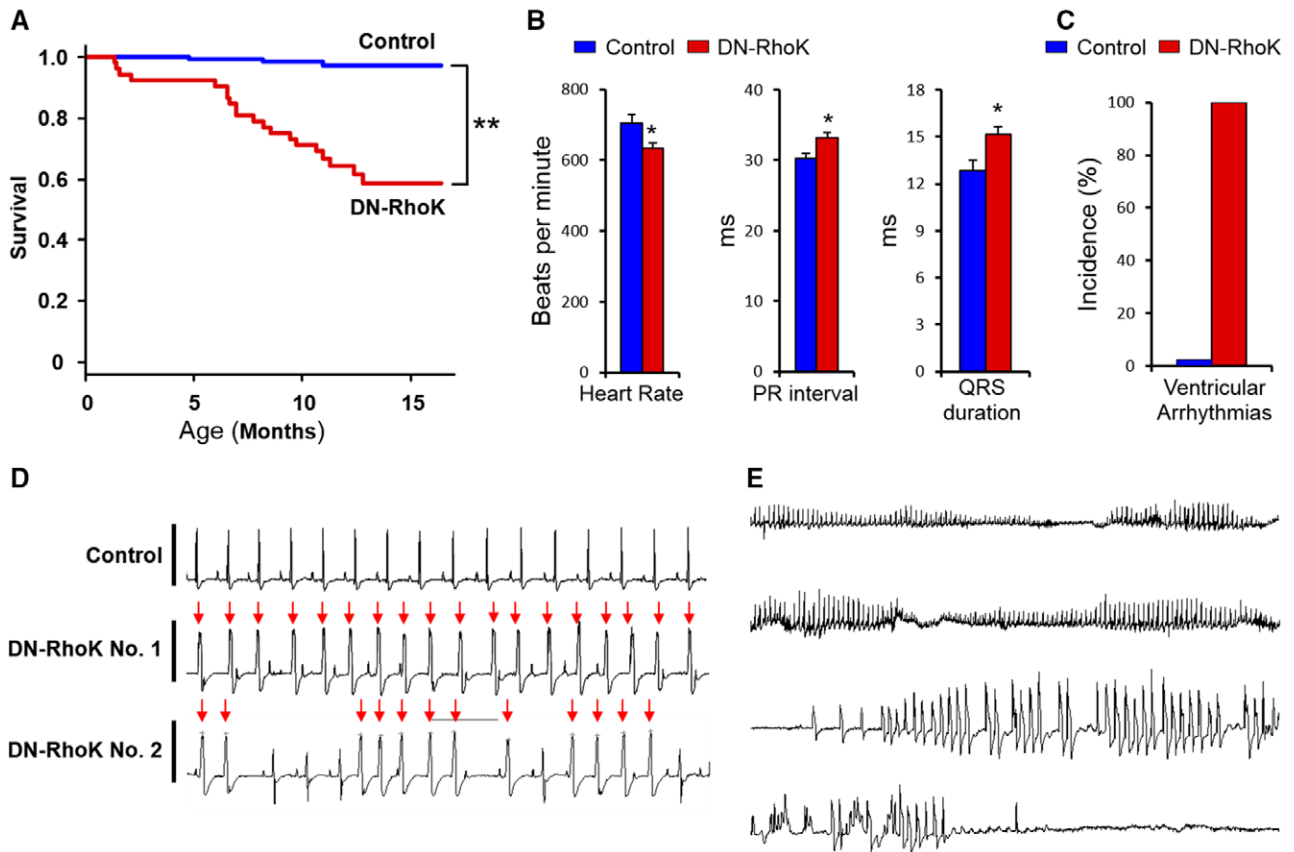 A
Control
1.0
0.8
0.6
0.4
0.2
0
Survival
**
DN-RhoK
0
5
10
15
Age (Months)
B
Control
DN-RhoK
800
600
400
200
0
Beats per minute
*
Heart Rate
40
30
20
10
0
ms
*
PR interval
18
15
12
9
6
3
0
ms
*
QRS
duration
C
Control
DN-RhoK
100
80
60
40
20
0
Incidence (%)
Ventricular
Arrhythmias
D
Control
DN-RhoK No. 1
DN-RhoK No. 2
E